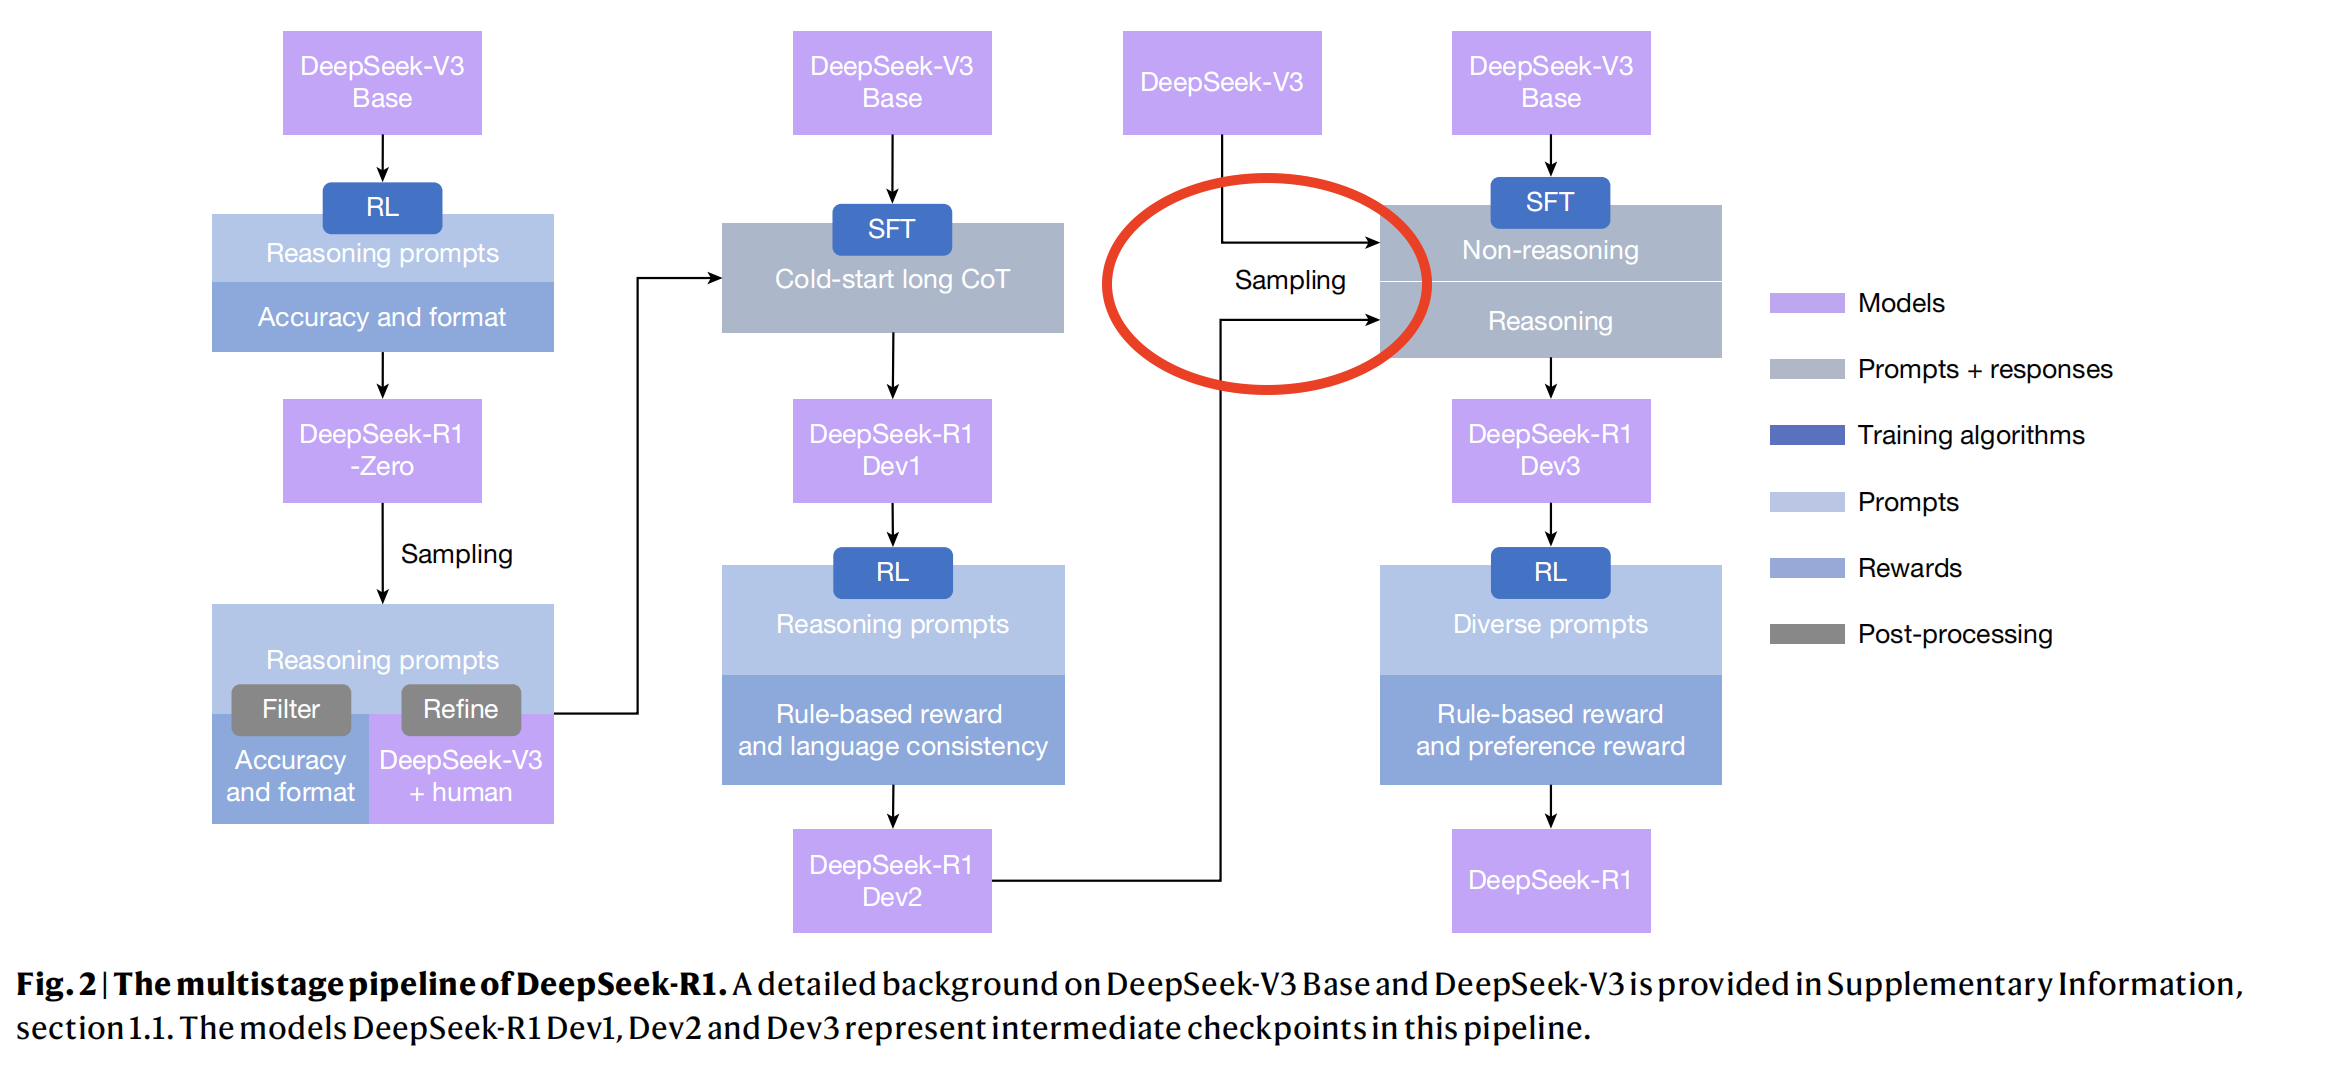 DeepSeek-V3
Base
RL
Reasoning prompts
Accuracy and format
DeepSeek-R1
-Zero
Sampling
Reasoning prompts
Filter
Refine
Accuracy
and format
DeepSeek-V3
+ human
DeepSeek-V3
Base
SFT
Cold-start long CoT
DeepSeek-R1
Dev1
RL
Reasoning prompts
Rule-based reward
and language consistency
DeepSeek-R1
Dev2
DeepSeek-V3
Sampling
DeepSeek-V3
Base
SFT
Non-reasoning
Reasoning
DeepSeek-R1
Dev3
RL
Diverse prompts
Rule-based reward
and preference reward
DeepSeek-R1
Models
Prompts + responses
Training algorithms
Prompts
Rewards
Post-processing
Fig. 2 | The multistage pipeline of DeepSeek-R1. A detailed background on DeepSeek-V3 Base and DeepSeek-V3 is provided in Supplementary Information,
section 1.1. The models DeepSeek-R1 Dev1, Dev2 and Dev3 represent intermediate checkpoints in this pipeline.